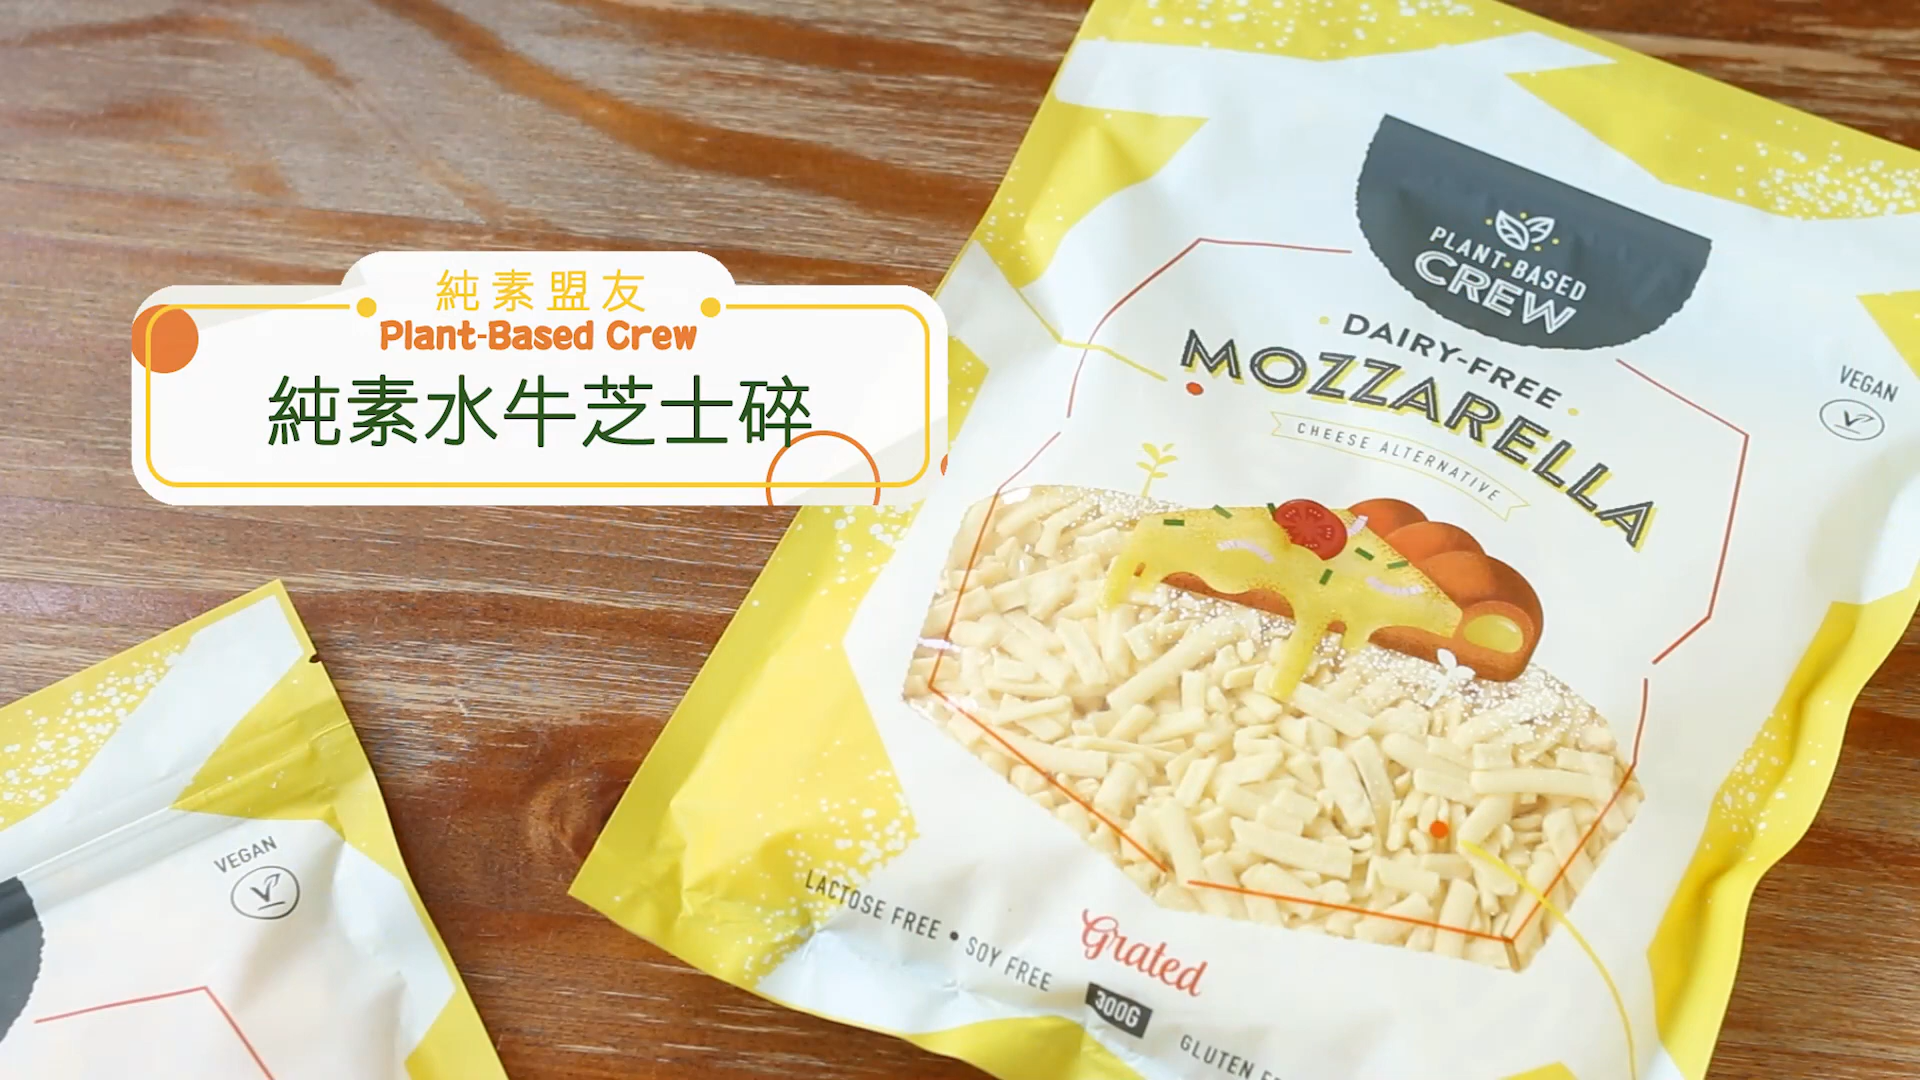 純素盟友
Plant-Based Crew
純素水牛芝士碎
PLANT-BASED
CREW
DAIRY-FREE
MOZZARELLA
CHEESE ALTERNATIVE
VEGAN
LACTOSE FREE • SOY FREE
Grated
300G
GLUTEN
VEGAN